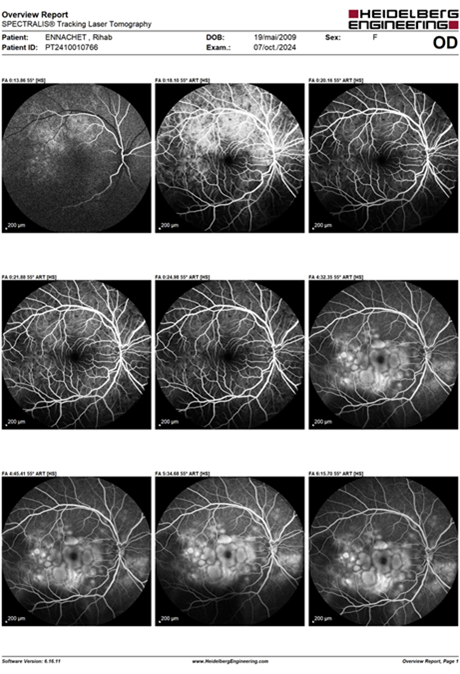 Overview Report
SPECTRALIS® Tracking Laser Tomography
HEIDELBERG
ENGINEERING
Patient: ENNACHET , Rihab DOB: 19/mai/2009 Sex: F
Patient ID: PT2410010766 Exam.: 07/oct./2024
OD
FA 0:13.86 55° [HS] FA 0:18.18 55° ART [HS] FA 0:20.16 55° ART [HS]
200 µm 200 µm 200 µm
FA 0:21.88 55° ART [HS] FA 0:24.86 55° ART [HS] FA 4:32.35 55° ART [HS]
200 µm 200 µm 200 µm
FA 4:45.41 55° ART [HS] FA 5:34.68 55° ART [HS] FA 6:15.70 55° ART [HS]
200 µm 200 µm 200 µm
Software Version: 6.16.11 www.HeidelbergEngineering.com Overview Report, Page 1